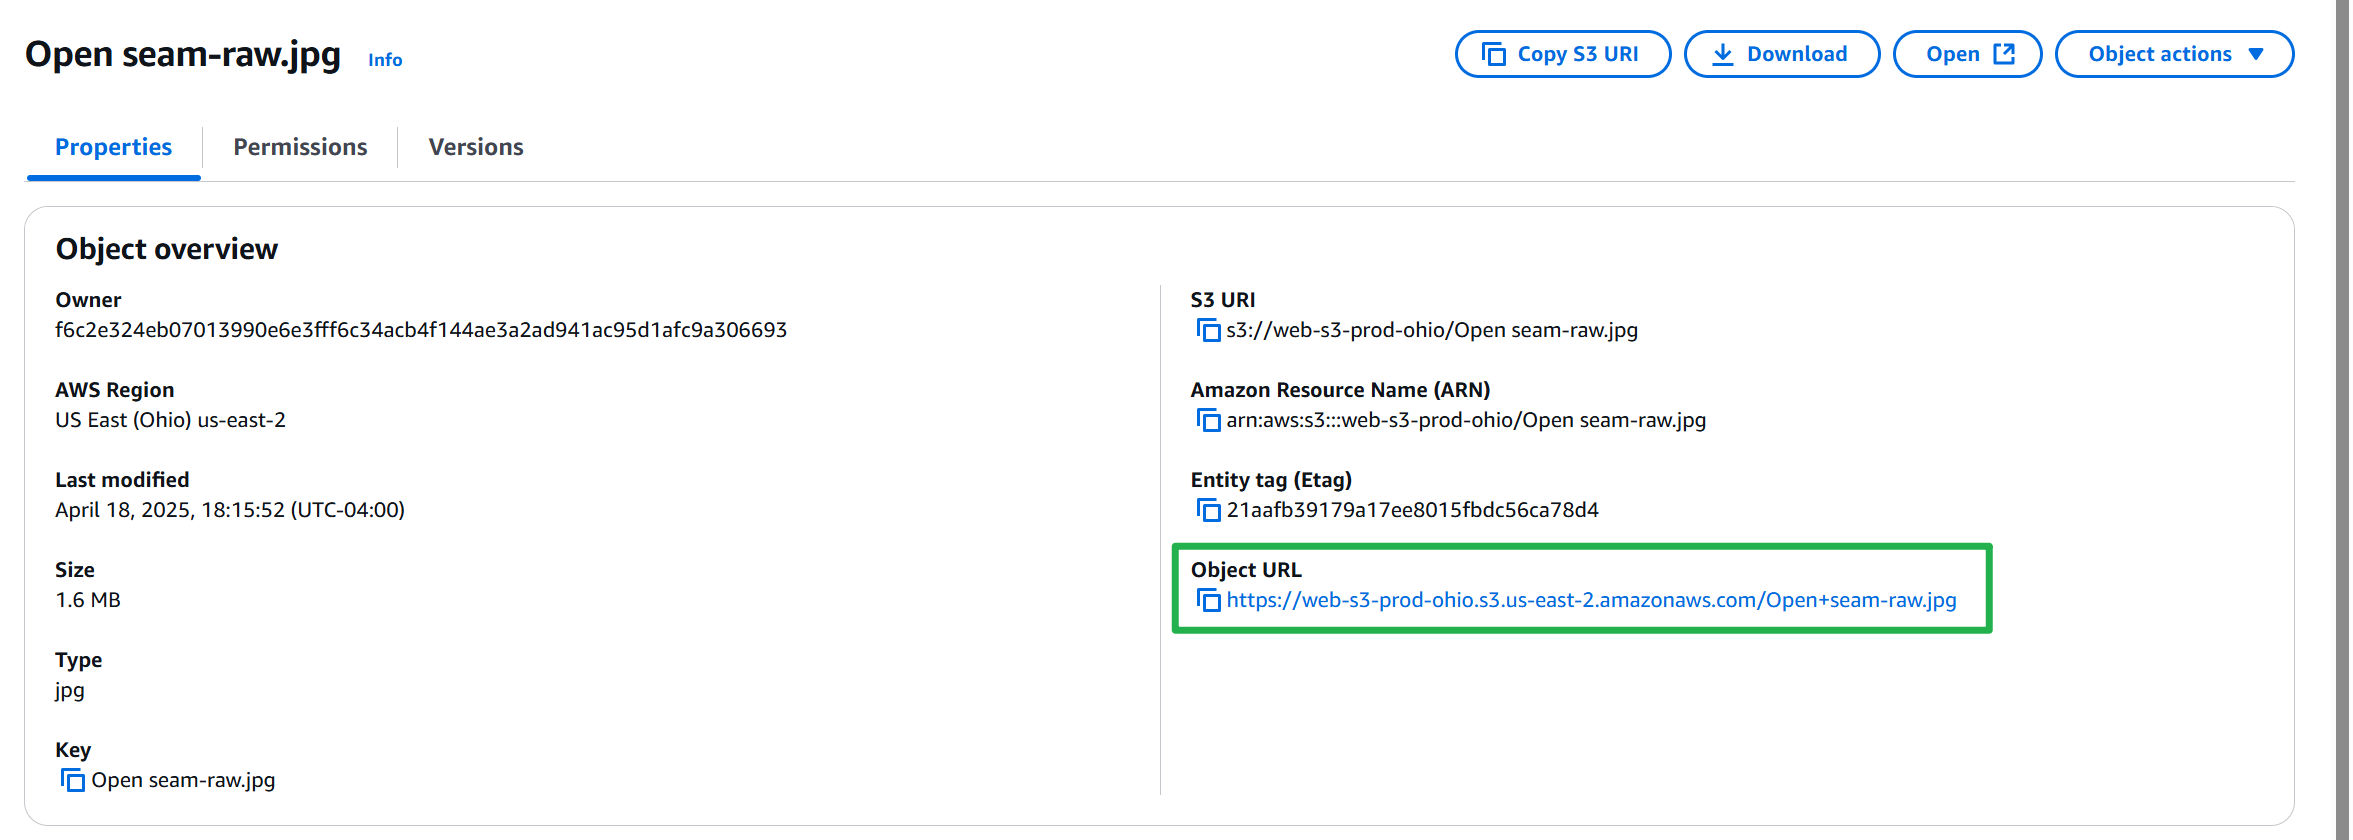 Open seam-raw.jpg Info
Copy S3 URI
Download
Open
Object actions
Properties
Permissions
Versions
Object overview
Owner
f6c2e324eb07013990e6e3fff6c34acb4f144ae3a2ad941ac95d1afc9a306693
AWS Region
US East (Ohio) us-east-2
Last modified
April 18, 2025, 18:15:52 (UTC-04:00)
Size
1.6 MB
Type
jpg
Key
Open seam-raw.jpg
S3 URI
s3://web-s3-prod-ohio/Open seam-raw.jpg
Amazon Resource Name (ARN)
arn:aws:s3:::web-s3-prod-ohio/Open seam-raw.jpg
Entity tag (Etag)
21aafb39179a17ee8015fbdc56ca78d4
Object URL
https://web-s3-prod-ohio.s3.us-east-2.amazonaws.com/Open+seam-raw.jpg